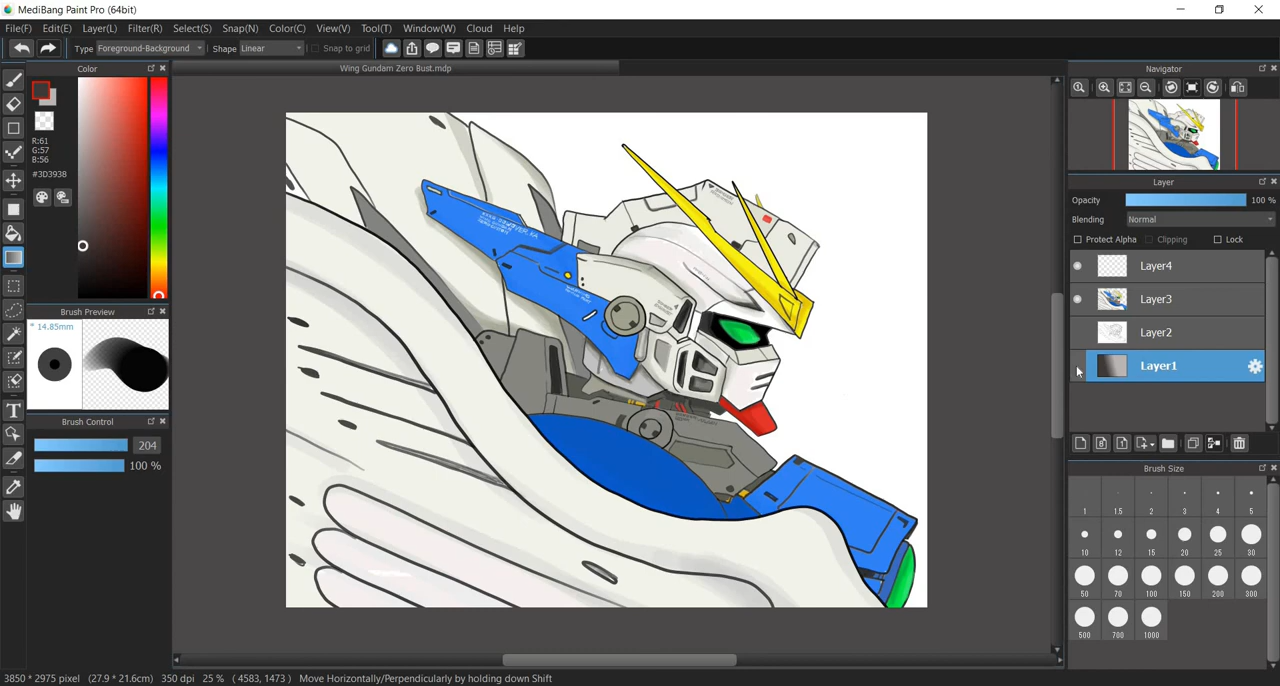 MediBang Paint Pro (64bit)
File(F) Edit(E) Layer(L) Filter(R) Select(S) Snap(N) Color(C) View(V) Tool(T) Window(W) Cloud Help
Type Foreground-Background Shape Linear Snap to grid
Color
R:61
G:57
B:56
#3D3938
Brush Preview
* 14.85mm
Brush Control
204
100 %
T
Wing Gundam Zero Bust.mdp
Navigator
Layer
Opacity 100 %
Blending Normal
Protect Alpha Clipping Lock
Layer4
Layer3
Layer2
Layer1
Brush Size
1 1.5 2 3 4 5
10 12 15 20 25 30
50 70 100 150 200 300
500 700 1000
3850 * 2975 pixel (27.9 * 21.6cm) 350 dpi 25 % ( 4583, 1473 ) Move Horizontally/Perpendicularly by holding down Shift